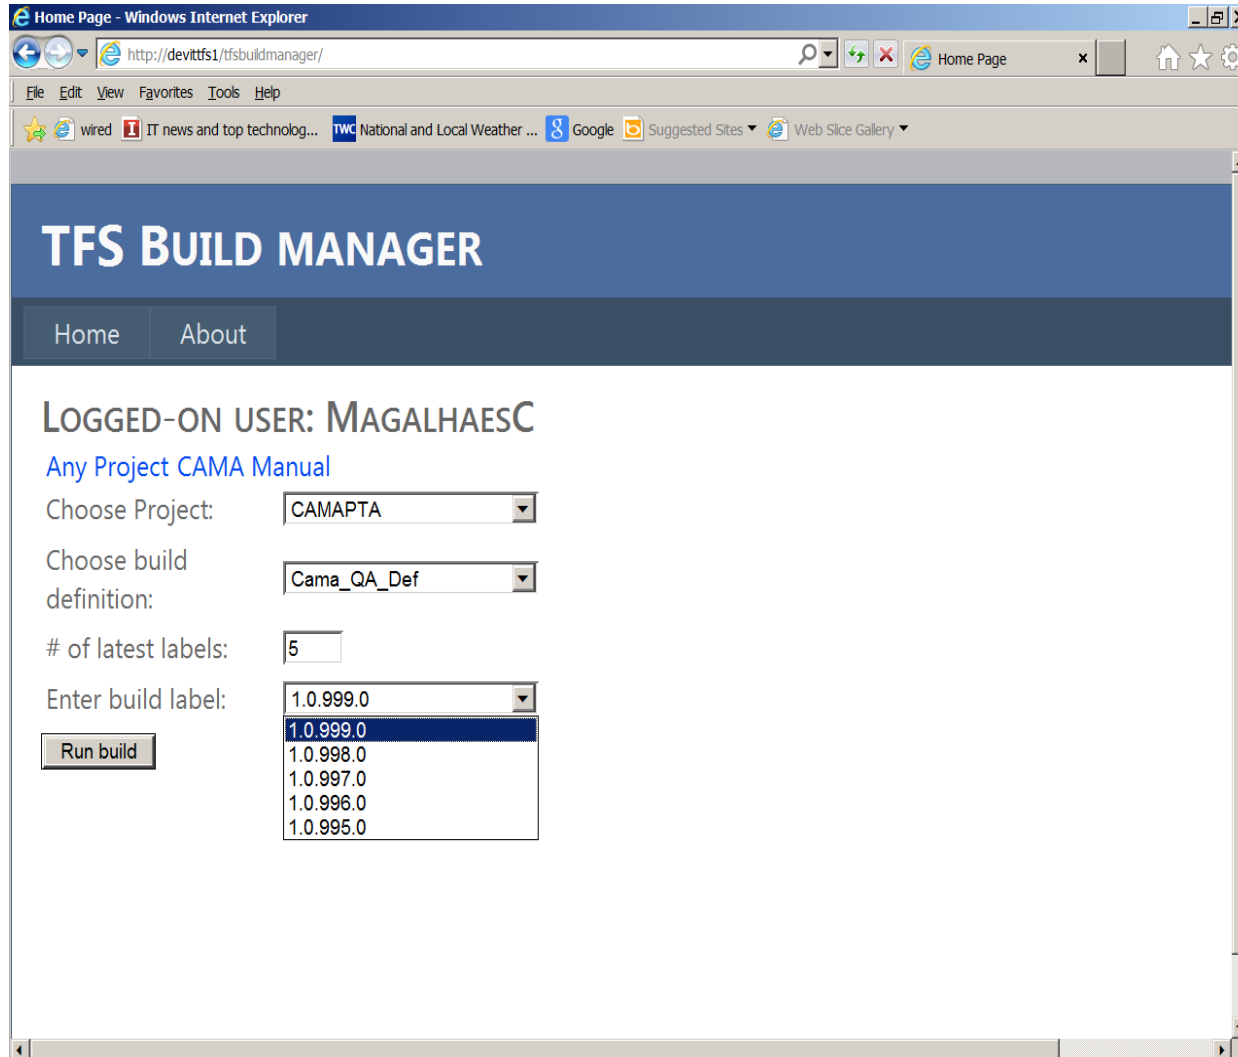 Home Page - Windows Internet Explorer
http://devittfs1/tfsbuildmanager/
Home Page
File Edit View Favorites Tools Help
wired IT news and top technolog... TWC National and Local Weather ... Google Suggested Sites Web Slice Gallery
TFS BUILD MANAGER
Home About
LOGGED-ON USER: MAGALHAESC
Any Project CAMA Manual
Choose Project: CAMAPTA
Choose build
definition: Cama_QA_Def
# of latest labels: 5
Enter build label: 1.0.999.0
1.0.999.0
Run build
1.0.998.0
1.0.997.0
1.0.996.0
1.0.995.0